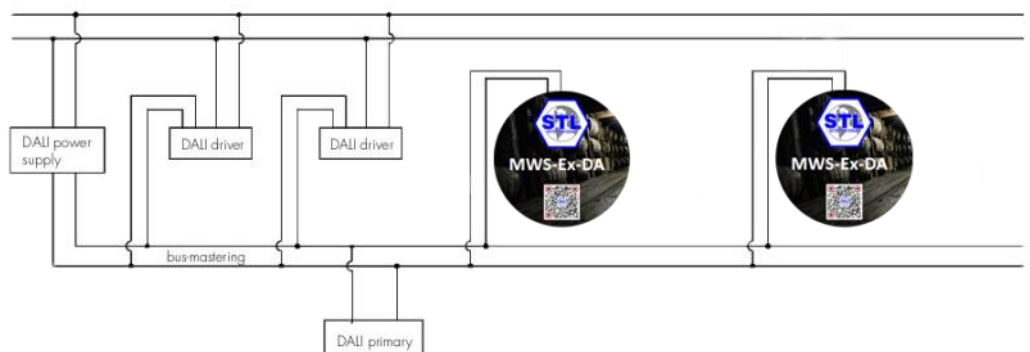 DALI power
supply
DALI driver
DALI driver
STL
MWS-Ex-DA
STL
MWS-Ex-DA
bus-mastering
DALI primary